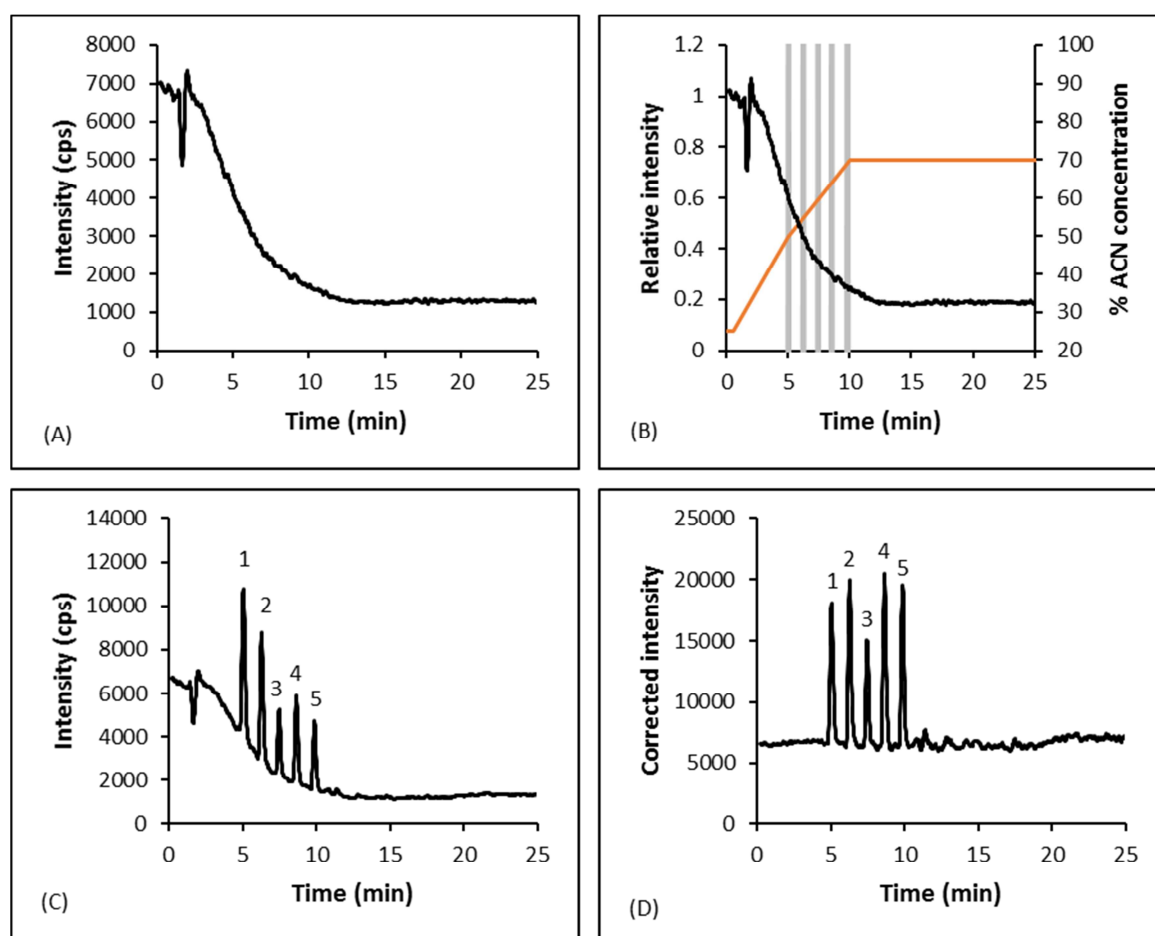 8000
7000
6000
5000
4000
3000
2000
1000
0
Intensity (cps)
0 5 10 15 20 25
Time (min)
(A)
1.2
1
0.8
0.6
0.4
0.2
0
Relative intensity
100
90
80
70
60
50
40
30
20
% ACN concentration
0 5 10 15 20 25
Time (min)
(B)
14000
12000
10000
8000
6000
4000
2000
0
Intensity (cps)
1
2
3
4
5
0 5 10 15 20 25
Time (min)
(C)
25000
20000
15000
10000
5000
0
Corrected intensity
1
2
3
4
5
0 5 10 15 20 25
Time (min)
(D)